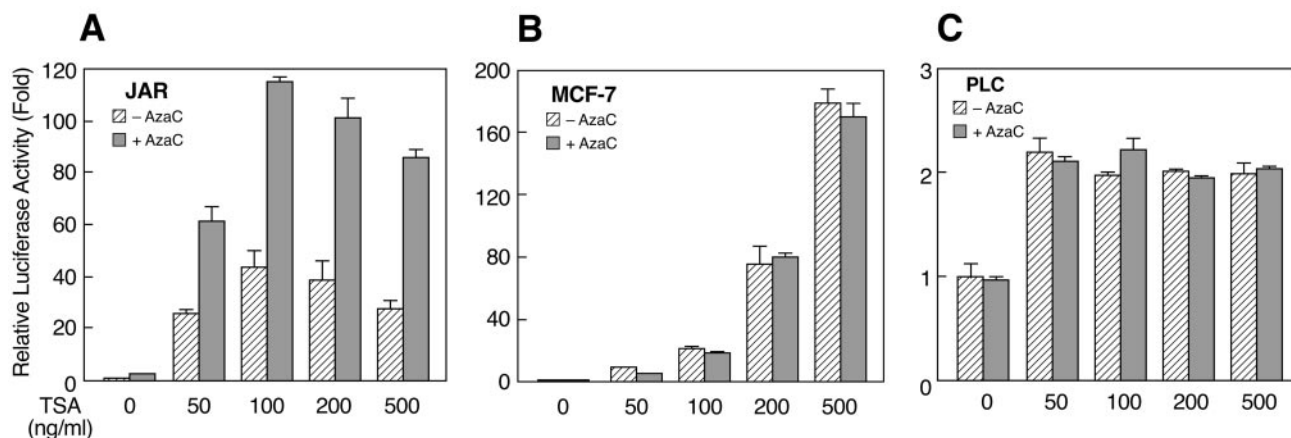 A
JAR
– AzaC
+ AzaC
Relative Luciferase Activity (Fold)
120
100
80
60
40
20
0
TSA
(ng/ml)
0 50 100 200 500
B
MCF-7
– AzaC
+ AzaC
200
160
120
80
40
0
0 50 100 200 500
C
PLC
– AzaC
+ AzaC
3
2
1
0
0 50 100 200 500